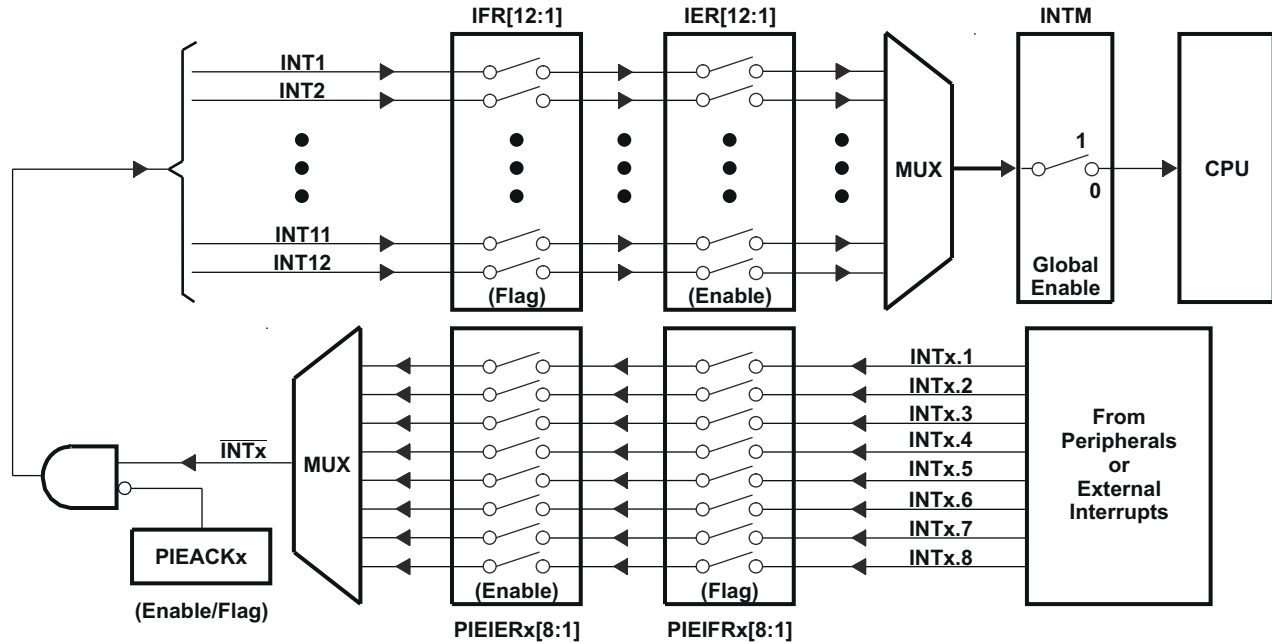 IFR[12:1]
IER[12:1]
INTM
INT1
INT2
1
MUX
CPU
0
INT11
INT12
Global
Enable
(Flag)
(Enable)
INTx.1
INTx.2
INTx.3
From
Peripherals
or
External
Interrupts
INTx.4
INTx
MUX
INTx.5
INTx.6
INTx.7
PIEACKx
INTx.8
(Enable)
(Flag)
(Enable/Flag)
PIEIERx[8:1]
PIEIFRx[8:1]